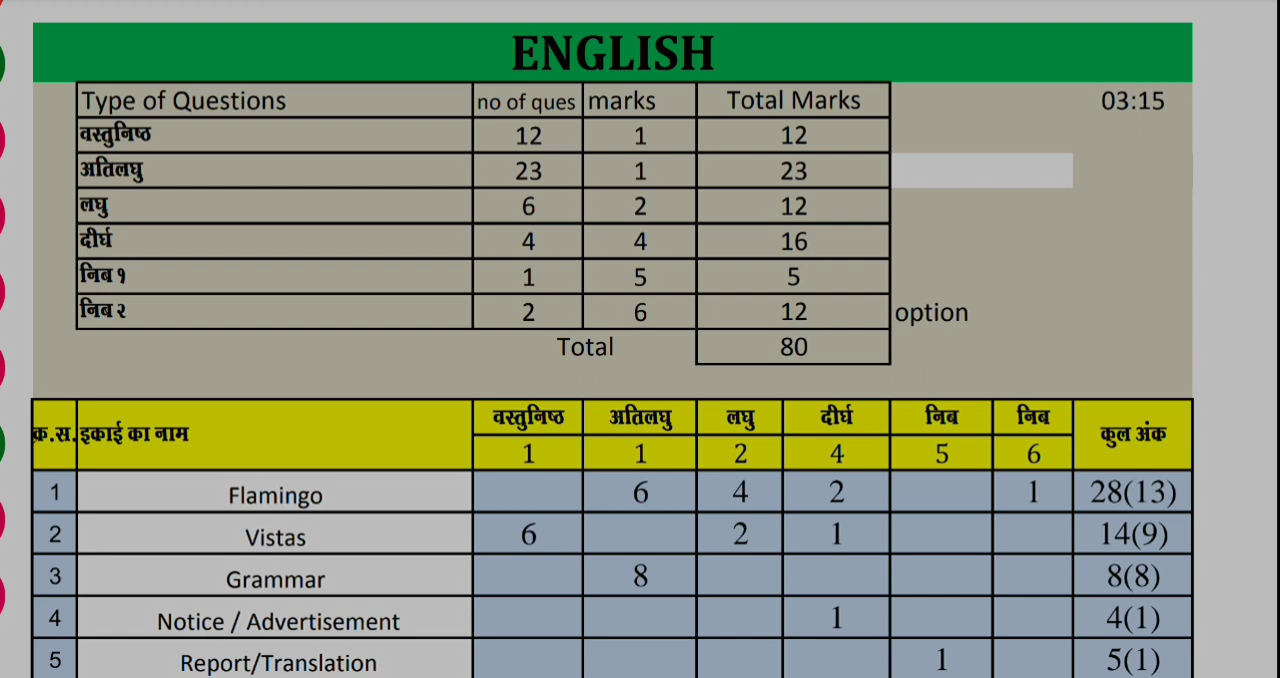 ENGLISH
Type of Questions no of ques marks Total Marks 03:15
वस्तुनिष्ठ 12 1 12
अतिलघु 23 1 23
लघु 6 2 12
दीर्घ 4 4 16
निब १ 1 5 5
निब २ 2 6 12 option
Total 80
क्र.स. इकाई का नाम वस्तुनिष्ठ अतिलघु लघु दीर्घ निब निब कुल अंक
1 1 2 4 5 6
1 Flamingo 6 4 2 1 28(13)
2 Vistas 6 2 1 14(9)
3 Grammar 8 8(8)
4 Notice / Advertisement 1 4(1)
5 Report/Translation 1 5(1)